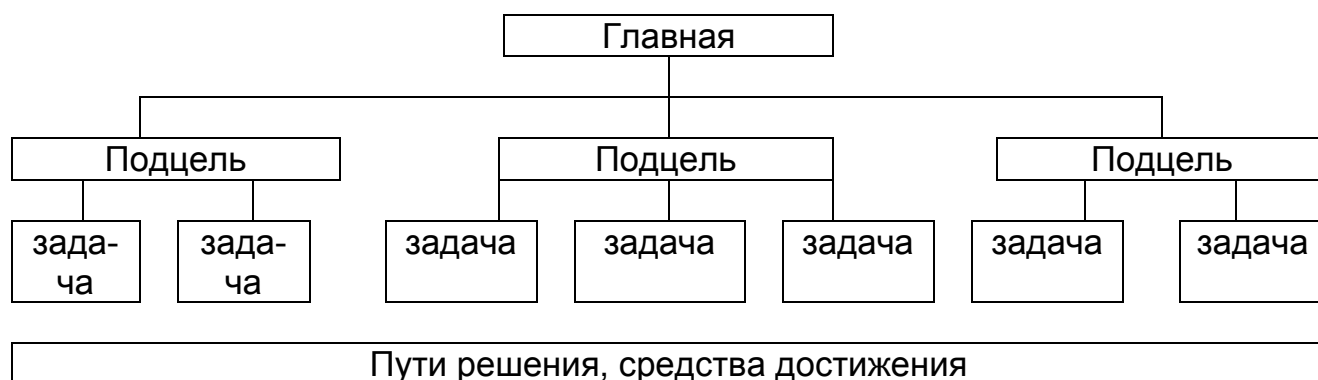 Главная
Подцель Подцель Подцель
зада- зада- задача задача задача задача задача
ча ча
Пути решения, средства достижения